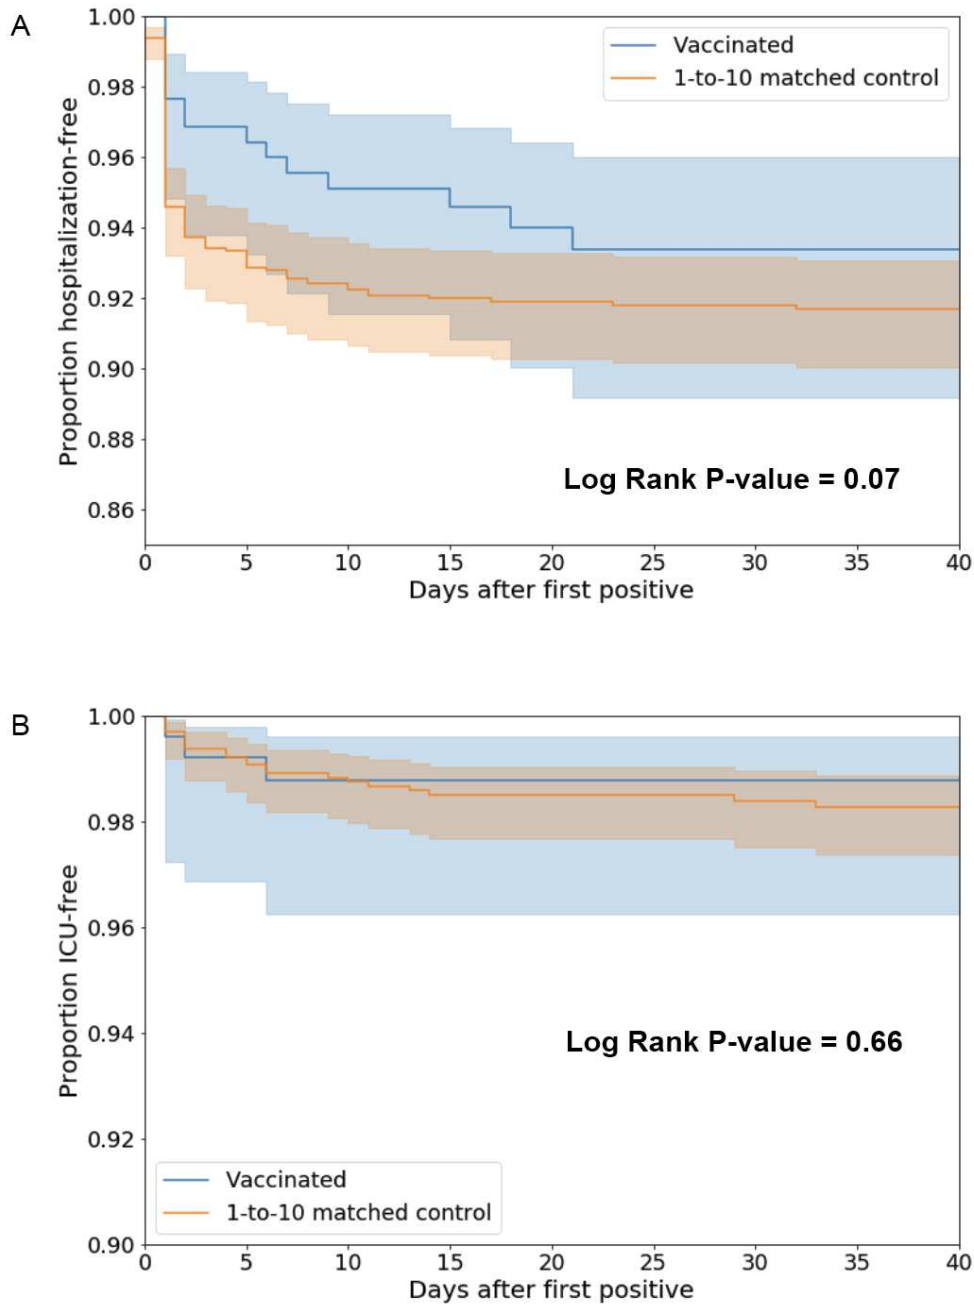 A
1.00
0.98
0.96
0.94
0.92
0.90
0.88
0.86
Proportion hospitalization-free
Vaccinated
1-to-10 matched control
Log Rank P-value = 0.07
0 5 10 15 20 25 30 35 40
Days after first positive
B
1.00
0.98
0.96
0.94
0.92
0.90
Proportion ICU-free
Log Rank P-value = 0.66
Vaccinated
1-to-10 matched control
0 5 10 15 20 25 30 35 40
Days after first positive